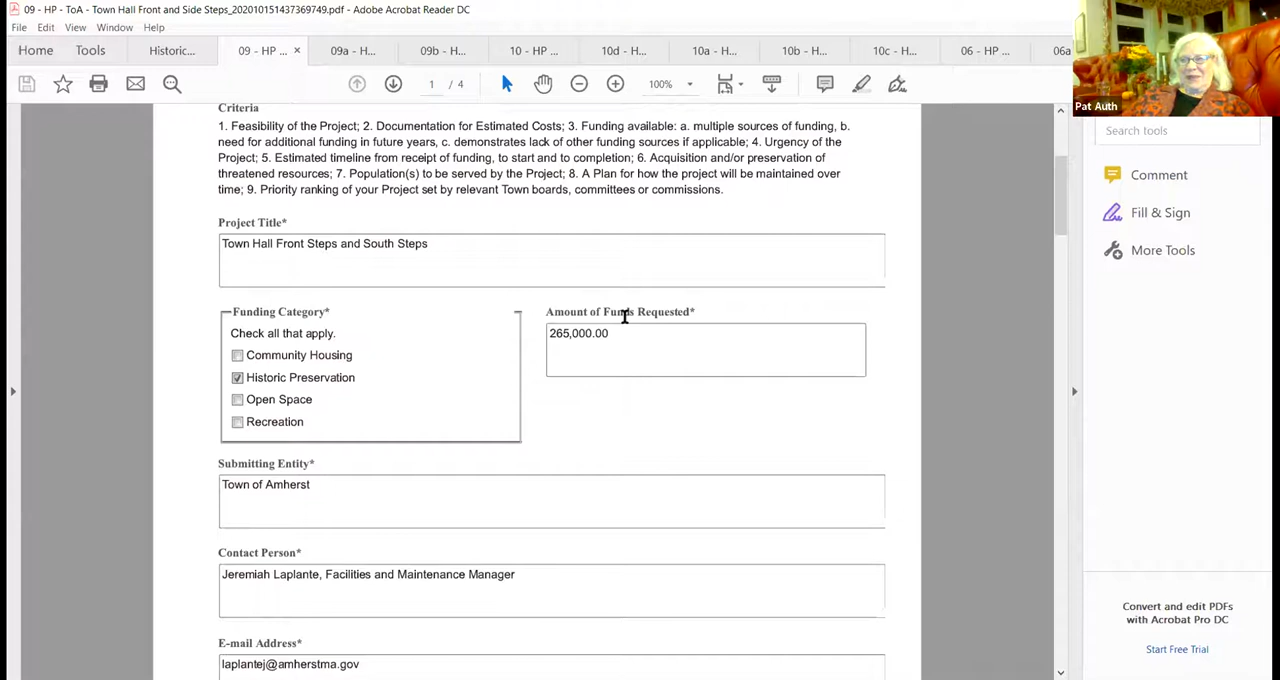 09 - HP - ToA - Town Hall Front and Side Steps_202010151437369749.pdf - Adobe Acrobat Reader DC
File Edit View Window Help
Home Tools Historic... 09 - HP ... × 09a - H... 09b - H... 10 - HP ... 10d - H... 10a - H... 10b - H... 10c - H... 06 - HP ... 06a
1 / 4 100%
Pat Auth
Search tools
Comment
Fill & Sign
More Tools
Convert and edit PDFs
with Acrobat Pro DC
Start Free Trial
Criteria
1. Feasibility of the Project; 2. Documentation for Estimated Costs; 3. Funding available: a. multiple sources of funding, b.
need for additional funding in future years, c. demonstrates lack of other funding sources if applicable; 4. Urgency of the
Project; 5. Estimated timeline from receipt of funding, to start and to completion; 6. Acquisition and/or preservation of
threatened resources; 7. Population(s) to be served by the Project; 8. A Plan for how the project will be maintained over
time; 9. Priority ranking of your Project set by relevant Town boards, committees or commissions.
Project Title*
Town Hall Front Steps and South Steps
Funding Category*
Check all that apply.
Community Housing
Historic Preservation
Open Space
Recreation
Amount of Funds Requested*
265,000.00
Submitting Entity*
Town of Amherst
Contact Person*
Jeremiah Laplante, Facilities and Maintenance Manager
E-mail Address*
laplantej@amherstma.gov